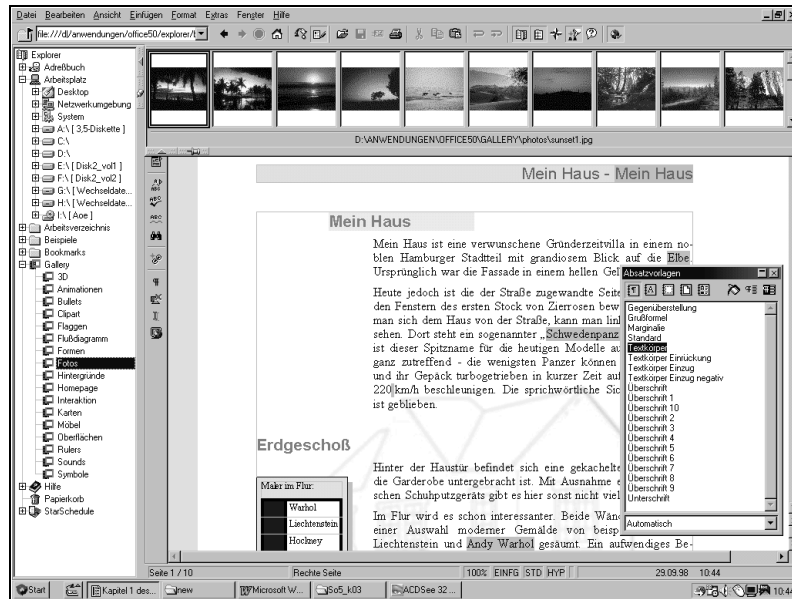 Datei Bearbeiten Ansicht Einfügen Format Extras Fenster Hilfe
file:///d|/anwendungen/office50/explorer/t
Explorer
Adreßbuch
Arbeitsplatz
Desktop
Netzwerkumgebung
System
A:\ [ 3,5-Diskette ]
C:\
D:\
E:\ [ Disk2_vol1 ]
F:\ [ Disk2_vol2 ]
G:\ [ Wechseldate...
H:\ [ Wechseldate...
I:\ [ Aoe ]
Arbeitsverzeichnis
Beispiele
Bookmarks
Gallery
3D
Animationen
Bullets
Clipart
Flaggen
Flußdiagramm
Formen
Fotos
Hintergründe
Homepage
Interaktion
Karten
Möbel
Oberflächen
Rulers
Sounds
Symbole
Hilfe
Papierkorb
StarSchedule
D:\ANWENDUNGEN\OFFICE50\GALLERY\photos\sunset1.jpg
Mein Haus - Mein Haus
Mein Haus
Mein Haus ist eine verwunschene Gründerzeitvilla in einem no-
blen Hamburger Stadtteil mit grandiosem Blick auf die Elbe.
Ursprünglich war die Fassade in einem hellen Gel
Heute jedoch ist die der Straße zugewandte Seite
den Fenstern des ersten Stock von Zierrosen bew
man sich dem Haus von der Straße, kann man lin
sehen. Dort steht ein sogenannter „Schwedenpanz
ist dieser Spitzname für die heutigen Modelle au
ganz zutreffend - die wenigsten Panzer können
und ihr Gepäck turbogetrieben in kurzer Zeit auf
220 km/h beschleunigen. Die sprichwörtliche Sic
ist geblieben.
Erdgeschoß
Hinter der Haustür befindet sich eine gekachelte
die Garderobe untergebracht ist. Mit Ausnahme e
schen Schuhputzgeräts gibt es hier sonst nicht viel
Im Flur wird es schon interessanter. Beide Wänd
einer Auswahl moderner Gemälde von beisp
Liechtenstein und Andy Warhol gesäumt. Ein aufwendiges Be-
Maler im Flur:
Warhol
Liechtenstein
Hockney
Absatzvorlagen
Gegenüberstellung
Grußformel
Marginalie
Standard
Textkörper
Textkörper Einrückung
Textkörper Einzug
Textkörper Einzug negativ
Überschrift
Überschrift 1
Überschrift 10
Überschrift 2
Überschrift 3
Überschrift 4
Überschrift 5
Überschrift 6
Überschrift 7
Überschrift 8
Überschrift 9
Unterschrift
Automatisch
Seite 1 / 10 Rechte Seite 100% EINFG STD HYP 29.09.98 10:44
Start Kapitel 1 des... new Microsoft W... So5_k03 ACDSee 32 ... 10:44